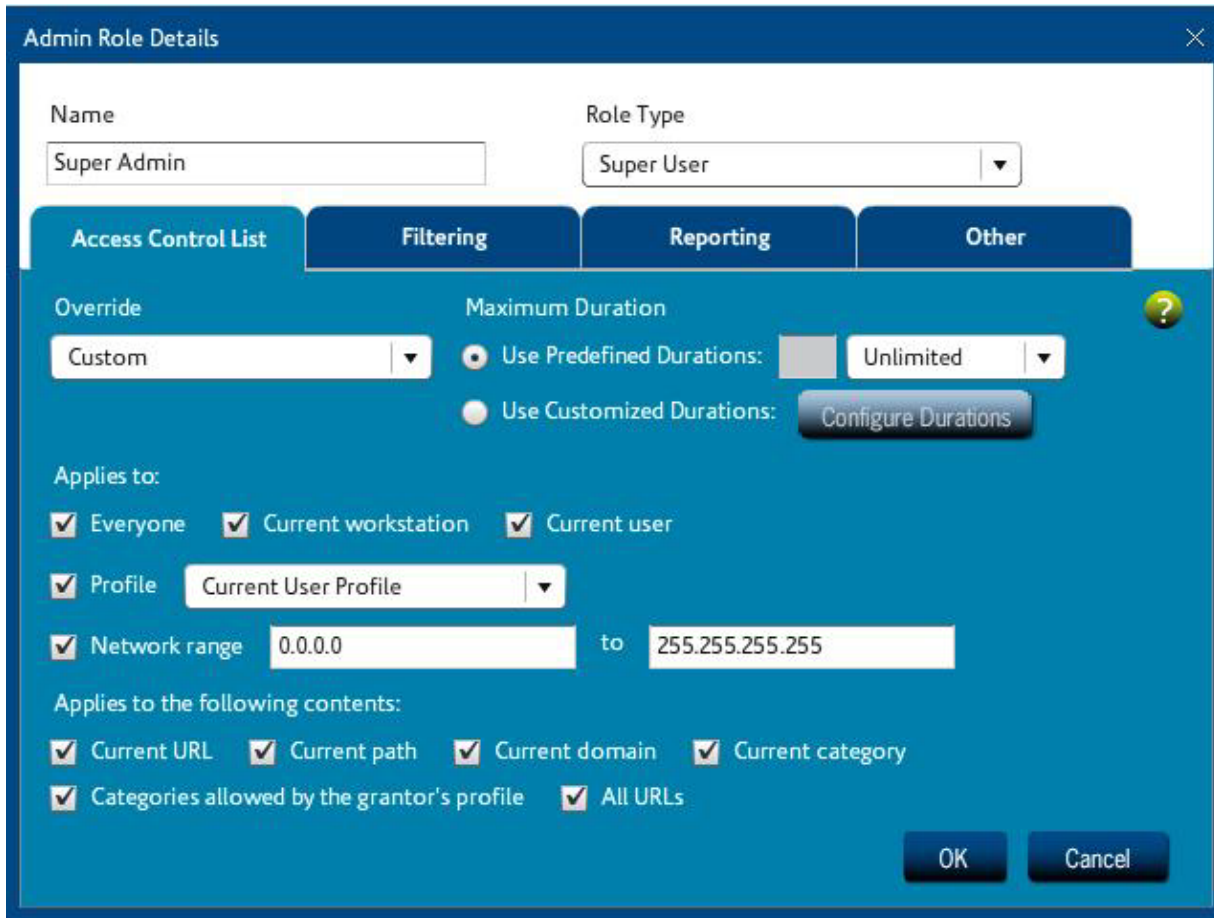 Admin Role Details
Name
Role Type
Super Admin
Super User
Access Control List
Filtering
Reporting
Other
Override
Maximum Duration
?
Custom
Use Predefined Durations:
Unlimited
Use Customized Durations:
Configure Durations
Applies to:
Everyone
Current workstation
Current user
Profile
Current User Profile
Network range
0.0.0.0
to
255.255.255.255
Applies to the following contents:
Current URL
Current path
Current domain
Current category
Categories allowed by the grantor's profile
All URLs
OK
Cancel